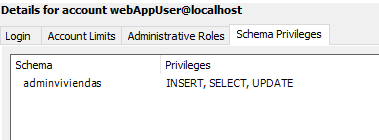 Details for account webAppUser@localhost
Login Account Limits Administrative Roles Schema Privileges
Schema Privileges
adminviviendas INSERT, SELECT, UPDATE